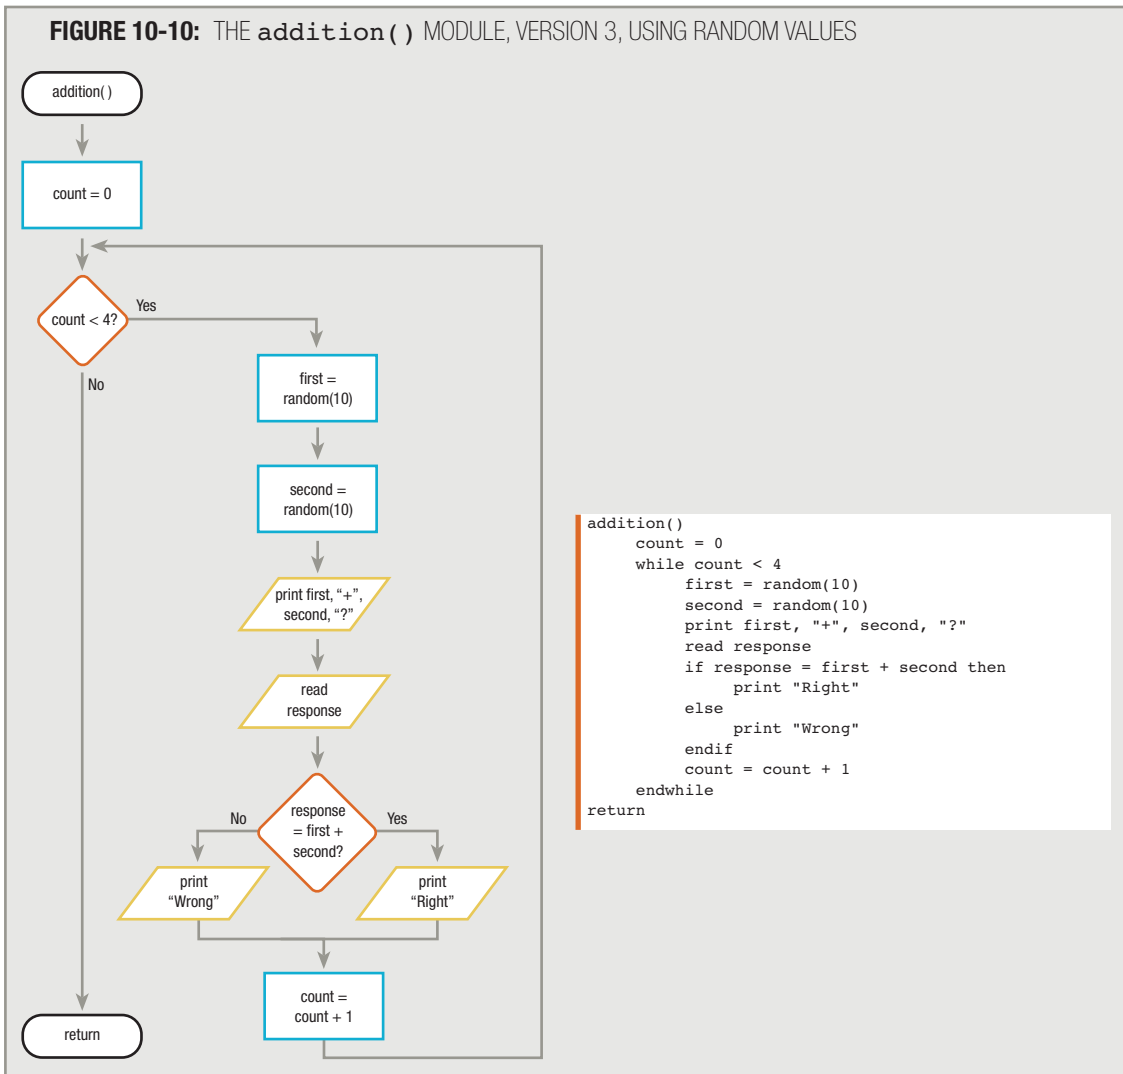 FIGURE 10-10: THE addition() MODULE, VERSION 3, USING RANDOM VALUES
addition( )
count = 0
count < 4?
Yes
No
first =
random(10)
second =
random(10)
print first, “+”,
second, “?”
read
response
response
= first +
second?
No
Yes
print
“Wrong”
print
“Right”
count =
count + 1
return
addition()
count = 0
while count < 4
first = random(10)
second = random(10)
print first, "+", second, "?"
read response
if response = first + second then
print "Right"
else
print "Wrong"
endif
count = count + 1
endwhile
return